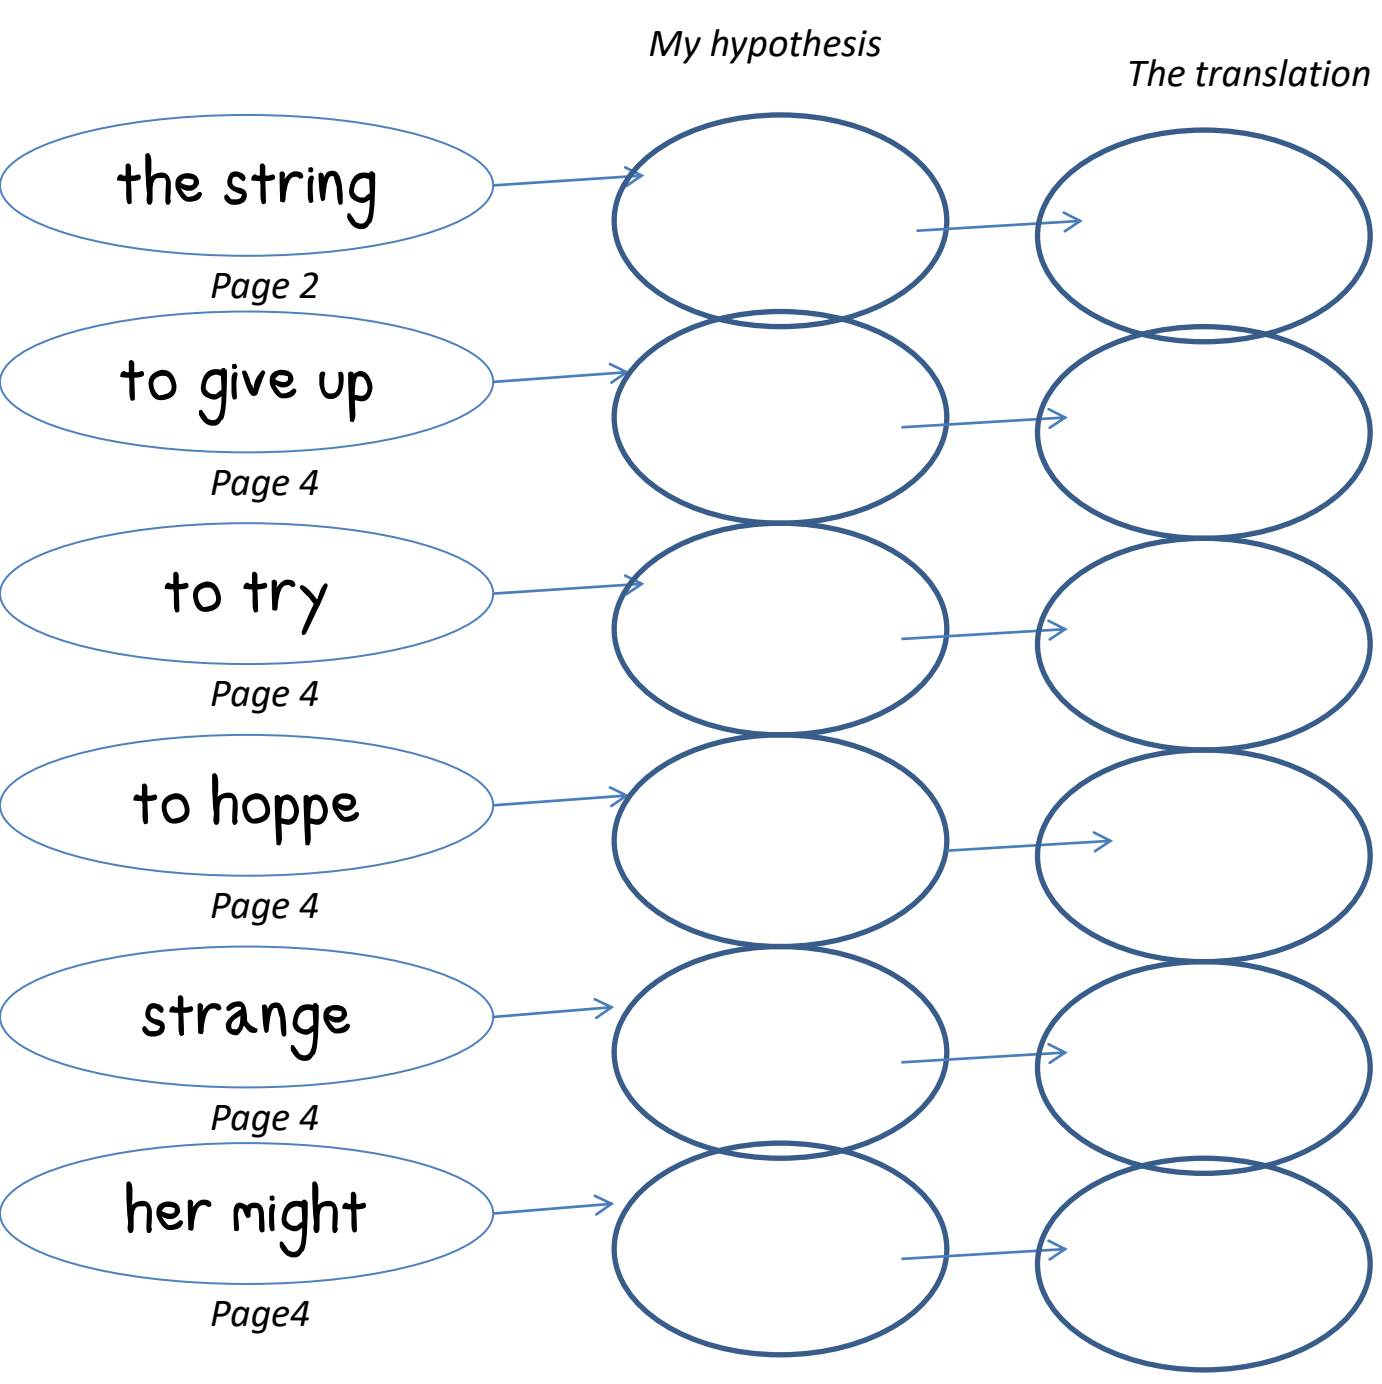 My hypothesis
The translation
the string
Page 2
to give up
Page 4
to try
Page 4
to hoppe
Page 4
strange
Page 4
her might
Page4